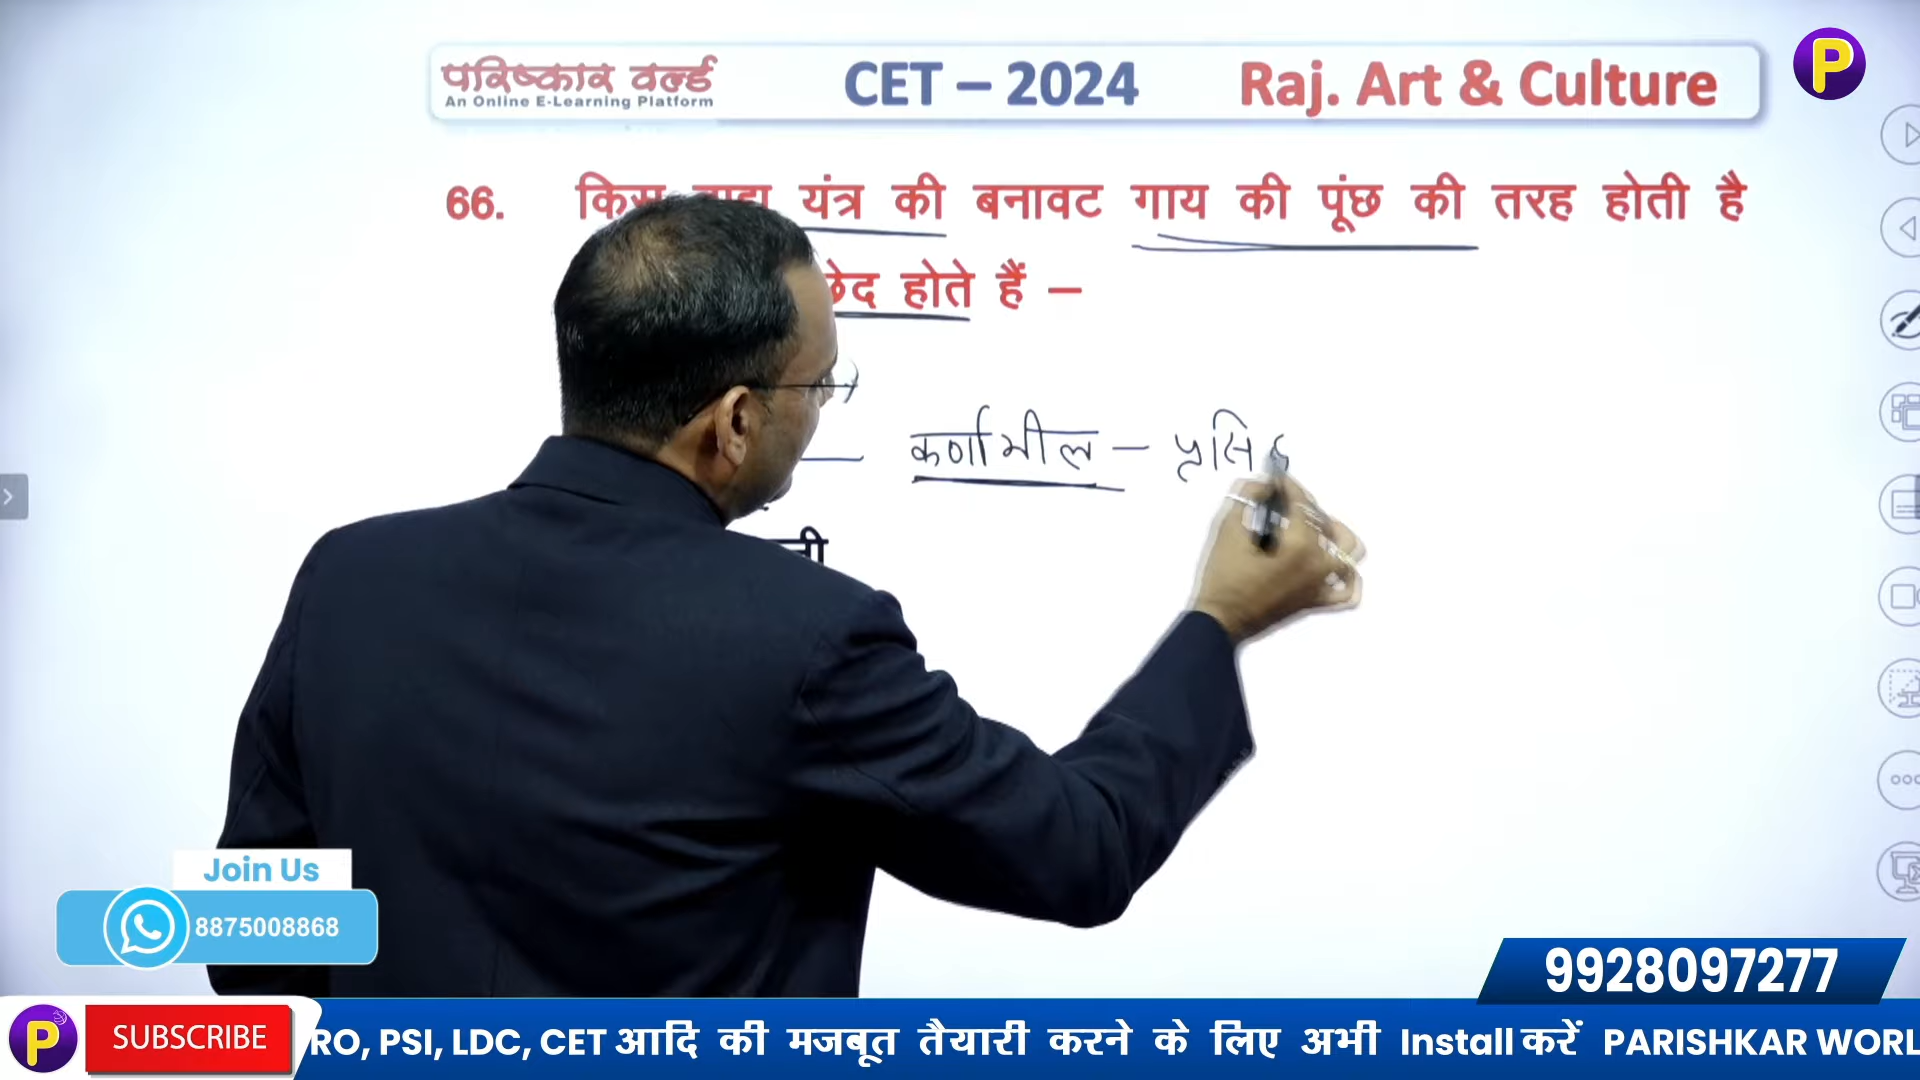 परिष्कार वर्ल्ड
An Online E-Learning Platform
CET – 2024
Raj. Art & Culture
P
66. यंत्र की बनावट गाय की पूंछ की तरह होती है
होते हैं –
कर्णाभील –
Join Us
8875008868
9928097277
P
SUBSCRIBE
RO, PSI, LDC, CET आदि की मजबूत तैयारी करने के लिए अभी Install करें PARISHKAR WORL